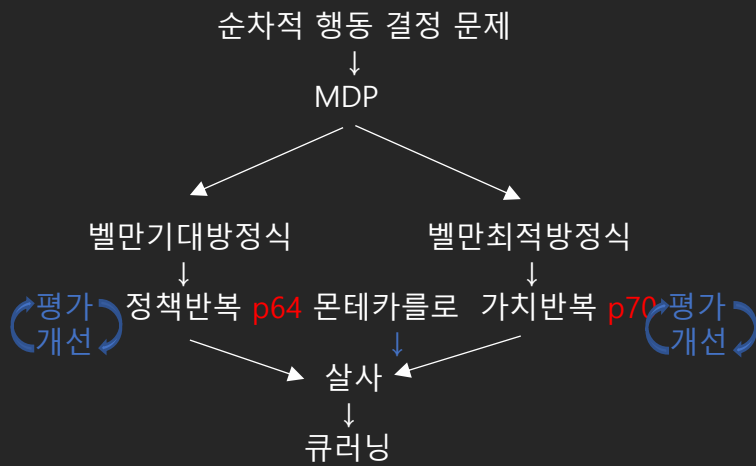 순차적 행동 결정 문제
↓
MDP
벨만기대방정식 벨만최적방정식
↓ ↓
평가 정책반복 p64 몬테카를로 가치반복 p70 평가
개선 ↓ 개선
살사
↓
큐러닝